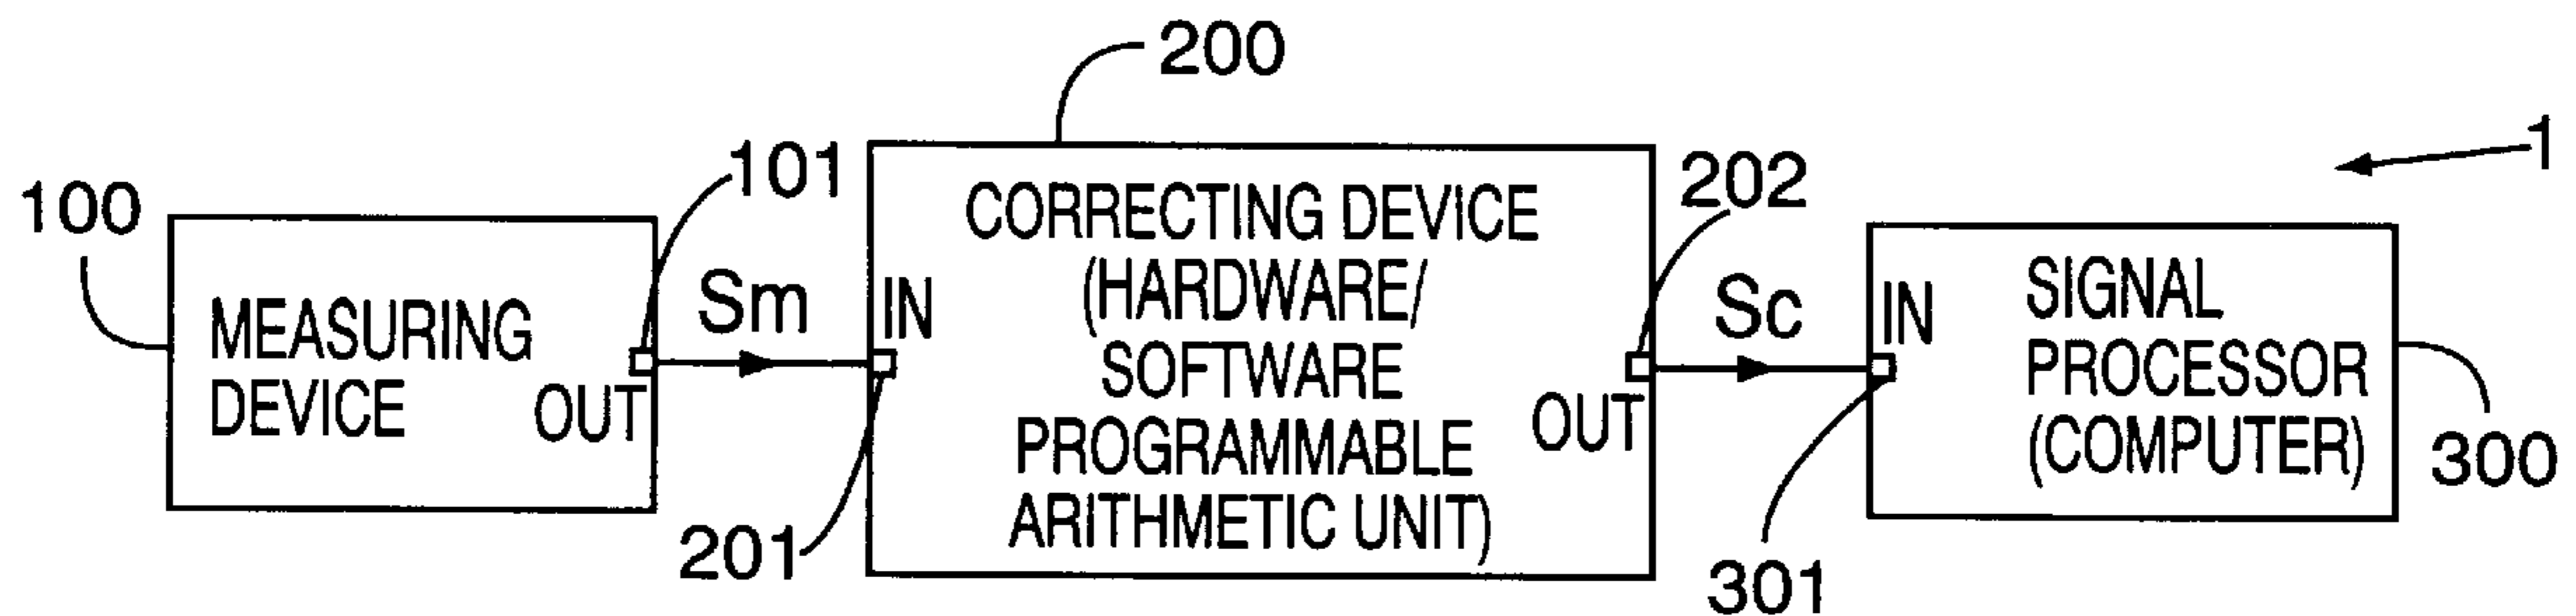 200
1
100
101
202
MEASURING
DEVICE
OUT
Sm
IN
CORRECTING DEVICE
(HARDWARE/
SOFTWARE
PROGRAMMABLE
ARITHMETIC UNIT)
OUT
Sc
IN
SIGNAL
PROCESSOR
(COMPUTER)
300
201
301